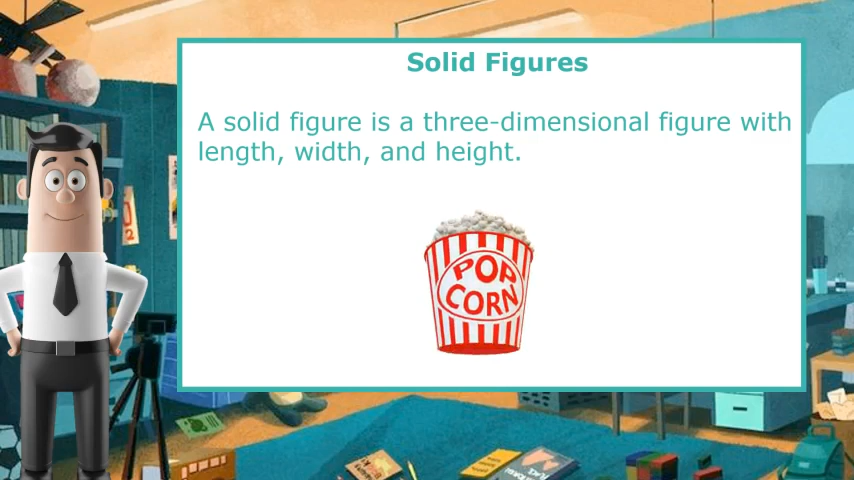 Solid Figures
A solid figure is a three-dimensional figure with
length, width, and height.
POP
CORN